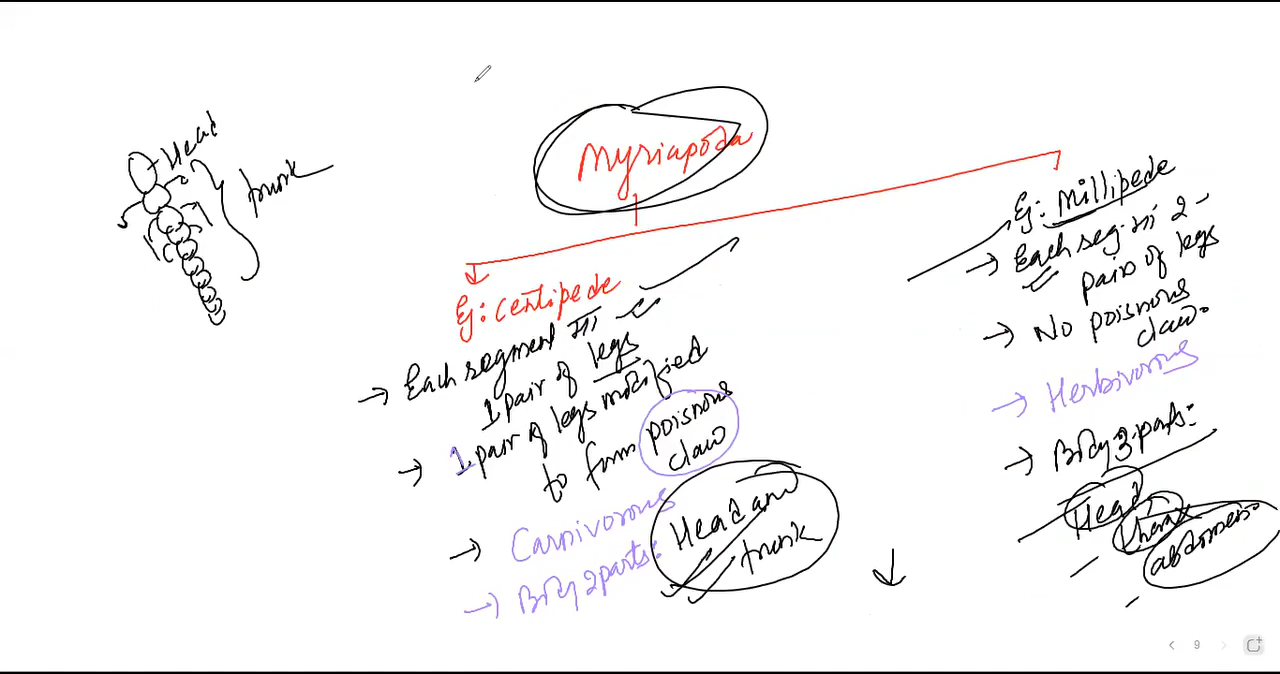 Head
trunk
Myriapoda
Eg: Centipede
→ Each segment
1 pair of legs
→ 1 pair of legs modified
to form poisnous
claw
→ Carnivorous
→ Body 2 parts: Head and
trunk
Eg: Millipede
→ Each seg. 2-
pairs of legs
→ No poisnous
claw.
→ Herbivorous
→ Body 3 parts:
Head
thorax
abdomen.
9